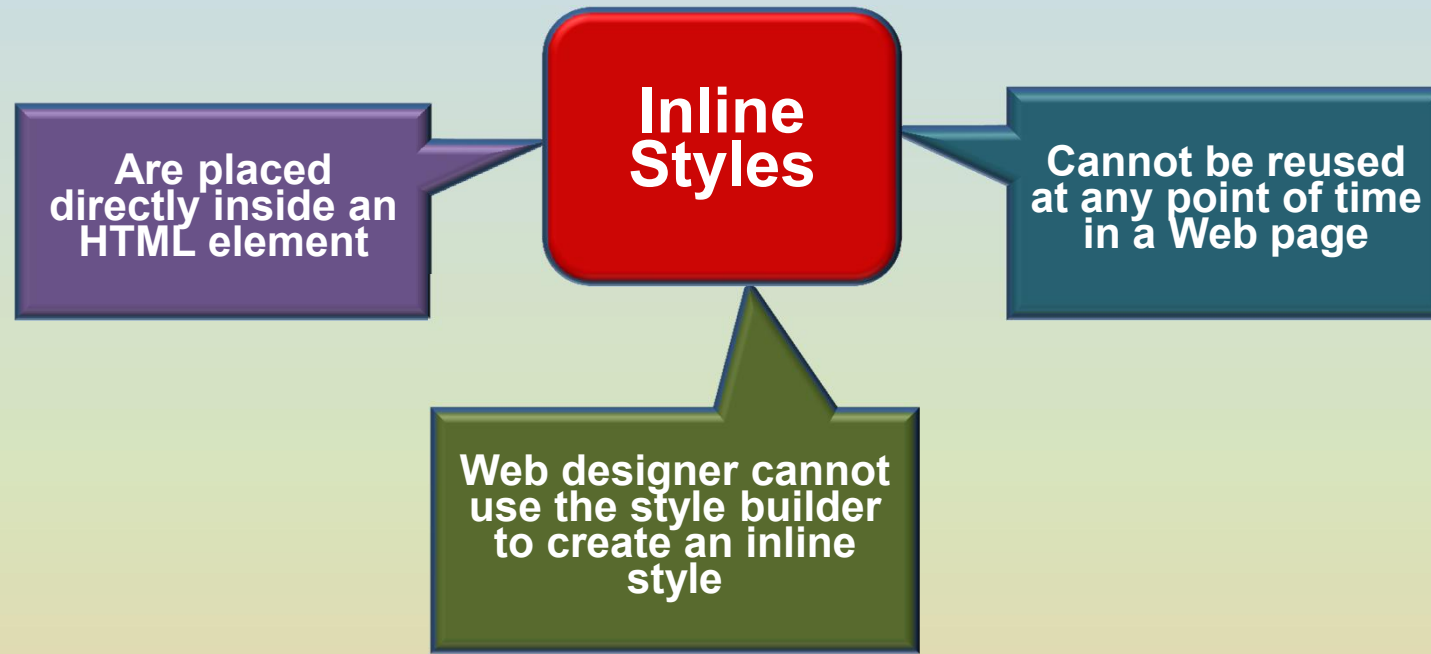 Inline
Styles
Are placed
directly inside an
HTML element
Cannot be reused
at any point of time
in a Web page
Web designer cannot
use the style builder
to create an inline
style